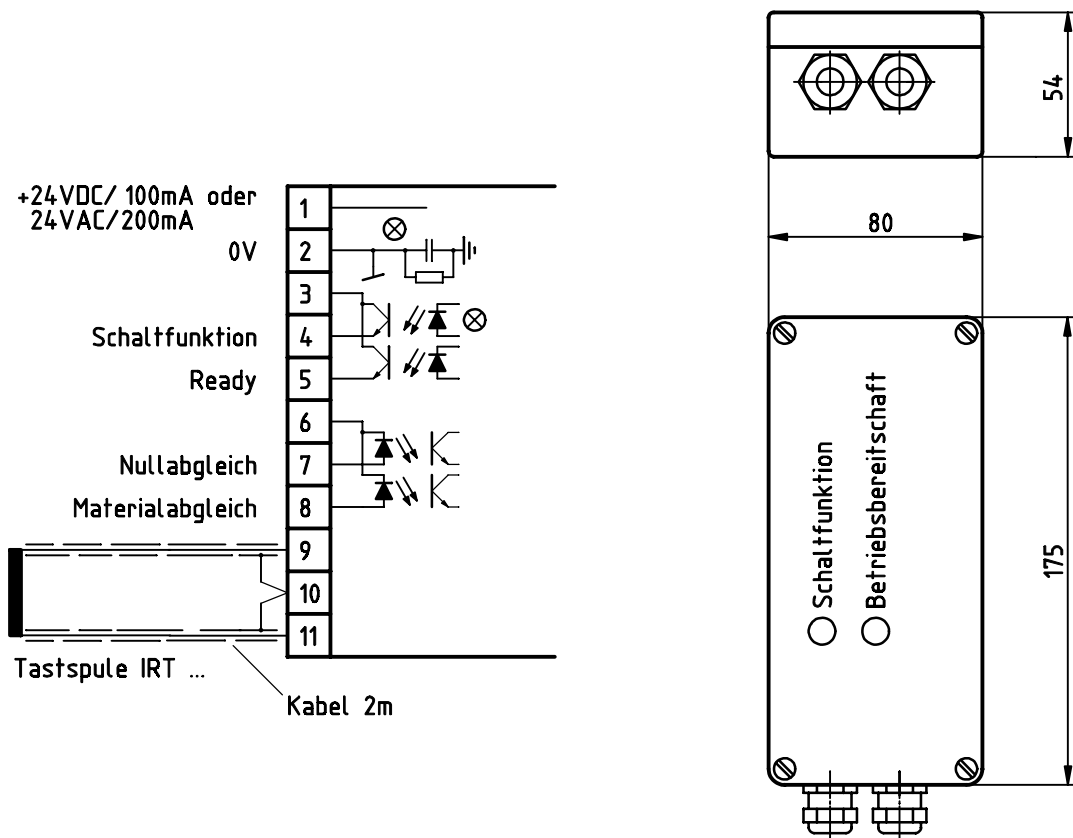 +24VDC/ 100mA oder
24VAC/200mA
0V
Schaltfunktion
Ready
Nullabgleich
Materialabgleich
1
2
3
4
5
6
7
8
9
10
11
Tastspule IRT ...
Kabel 2m
54
80
Schaltfunktion
Betriebsbereitschaft
175